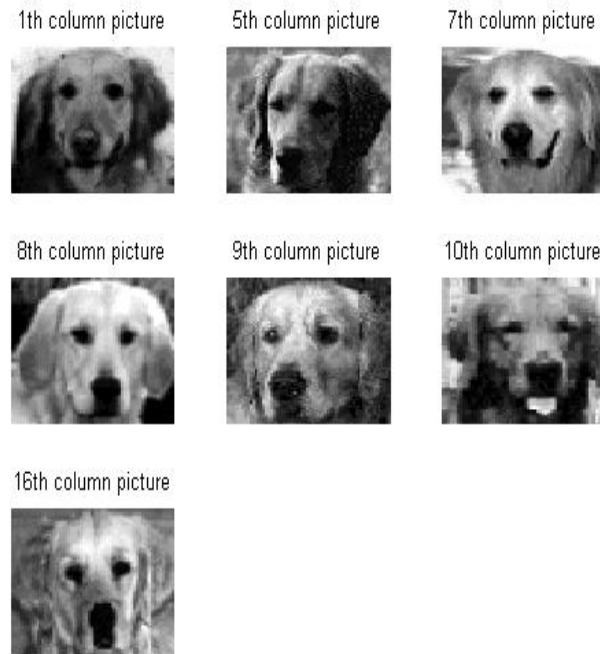 1th column picture
5th column picture
7th column picture
8th column picture
9th column picture
10th column picture
16th column picture